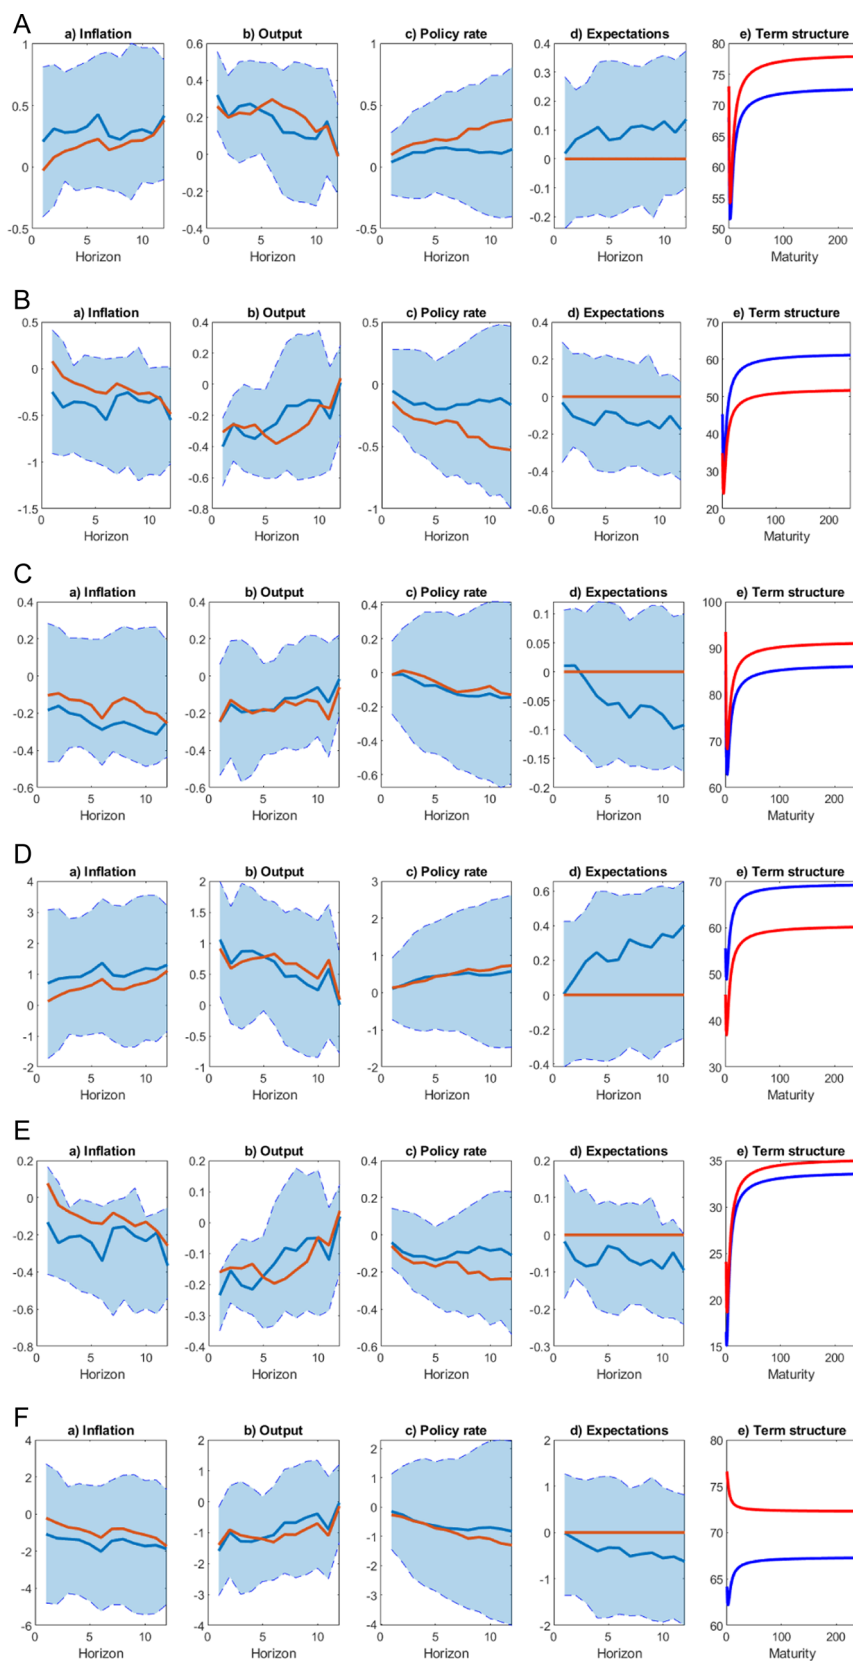 A
a) Inflation b) Output c) Policy rate d) Expectations e) Term structure
1 0.6 1 0.4 80
0.3 75
0.4
0.5 0.5 0.2 70
0.2
0.1 65
0
0 0 0 60
0.2 -0.1 55
-0.2
-0.5 0.4 -0.5 50
0 5 10 0 5 10 0 5 10 0 5 10 0 100 200
Horizon Horizon Horizon Horizon Maturity
B
a) Inflation b) Output c) Policy rate d) Expectations e) Term structure
0.5 0.4 0.5 0.4 70
0.2 60
0 0.2
0 0 50
-0.5 -0.2 0
40
-0.4 -0.5 -0.2
-1
-0.6 -0.4 30
-1.5 -0.8 -1 -0.6 20
0 5 10 0 5 10 0 5 10 0 5 10 0 100 200
Horizon Horizon Horizon Horizon Maturity
C
a) Inflation b) Output c) Policy rate d) Expectations e) Term structure
0.4 0.4 0.4 0.1 100
0.2 0.2 0.2 0.05 90
0 0 0 0
-0.05 80
-0.2 -0.2 -0.2
-0.1
-0.4 -0.4 -0.4 70
-0.15
-0.6 -0.6 -0.6 -0.2 60
0 5 10 0 5 10 0 5 10 0 5 10 0 100 200
Horizon Horizon Horizon Horizon Maturity
D
a) Inflation b) Output c) Policy rate d) Expectations e) Term structure
4 2 3 0.6 70
3 1.5 2 0.4 60
2 1 1 0.2
1 0.5 50
0 0 0 0
-1 -0.5 -1 -0.2 40
-2 -1 -2 -0.4 30
0 5 10 0 5 10 0 5 10 0 5 10 0 100 200
Horizon Horizon Horizon Horizon Maturity
E
a) Inflation b) Output c) Policy rate d) Expectations e) Term structure
0.2 0.2 0.4 0.2 35
0 0.1 0.2 0.1 30
-0.2 0 0 0 25
-0.4 -0.1 -0.2 -0.1
-0.6 -0.2 -0.4 -0.2 20
-0.3
-0.8 -0.4 -0.6 -0.3 15
0 5 10 0 5 10 0 5 10 0 5 10 0 100 200
Horizon Horizon Horizon Horizon Maturity
F
a) Inflation b) Output c) Policy rate d) Expectations e) Term structure
4 2 2 2 80
2 1 1 1 75
0 0 0
-1 -1 0 70
-2 -2 -2
-4 -3 -3 -1 65
-6 -4 -4 -2 60
0 5 10 0 5 10 0 5 10 0 5 10 0 100 200
Horizon Horizon Horizon Horizon Maturity